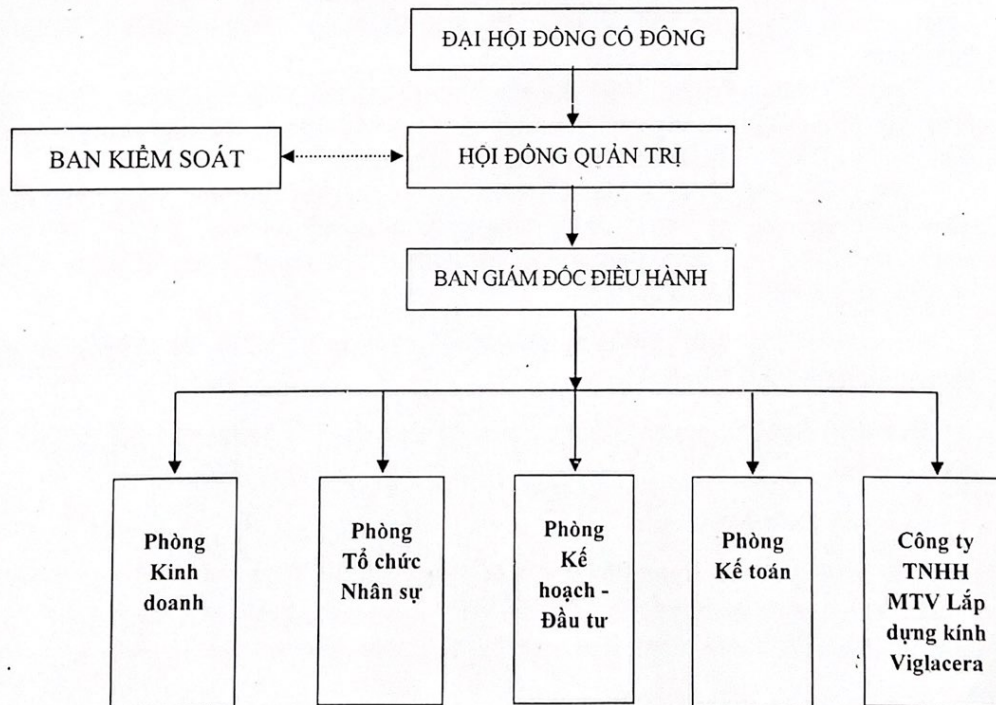 ĐẠI HỘI ĐỒNG CỔ ĐÔNG
BAN KIỂM SOÁT
HỘI ĐỒNG QUẢN TRỊ
BAN GIÁM ĐỐC ĐIỀU HÀNH
Phòng
Kinh
doanh
Phòng
Tổ chức
Nhân sự
Phòng
Kế
hoạch -
Đầu tư
Phòng
Kế toán
Công ty
TNHH
MTV Lắp
dựng kính
Viglacera